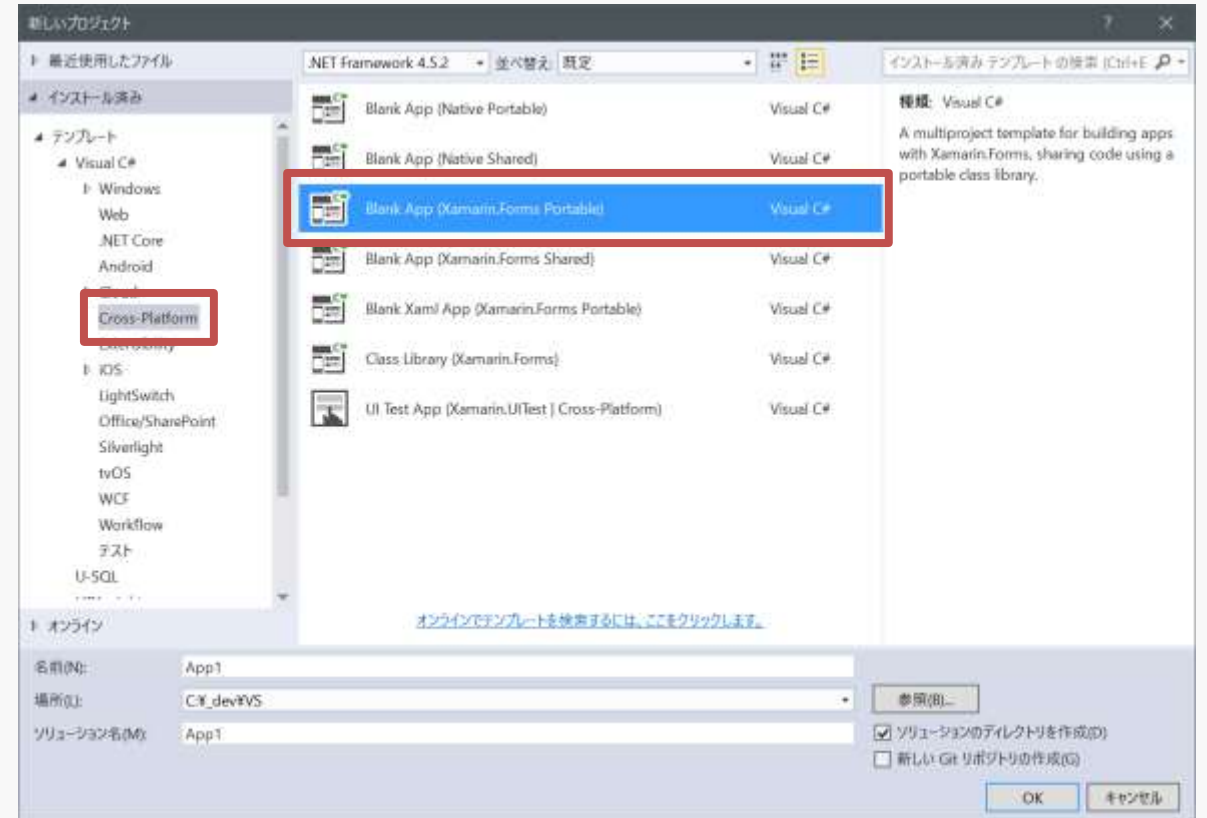 新しいプロジェクト
? ×
最近使用したファイル
.NET Framework 4.5.2 並べ替え: 既定
インストール済み テンプレート の検索 (Ctrl+E
インストール済み
テンプレート
Visual C#
Windows
Web
.NET Core
Android
Cloud
Cross-Platform
Extensibility
iOS
LightSwitch
Office/SharePoint
Silverlight
tvOS
WCF
Workflow
テスト
U-SQL
オンライン
Blank App (Native Portable) Visual C#
Blank App (Native Shared) Visual C#
Blank App (Xamarin.Forms Portable) Visual C#
Blank App (Xamarin.Forms Shared) Visual C#
Blank Xaml App (Xamarin.Forms Portable) Visual C#
Class Library (Xamarin.Forms) Visual C#
UI Test App (Xamarin.UITest | Cross-Platform) Visual C#
オンラインでテンプレートを検索するには、ここをクリックします。
種類: Visual C#
A multiproject template for building apps
with Xamarin.Forms, sharing code using a
portable class library.
名前(N): App1
場所(L): C:¥_dev¥VS
参照(B)...
ソリューション名(M): App1
ソリューションのディレクトリを作成(D)
新しい Git リポジトリの作成(G)
OK キャンセル